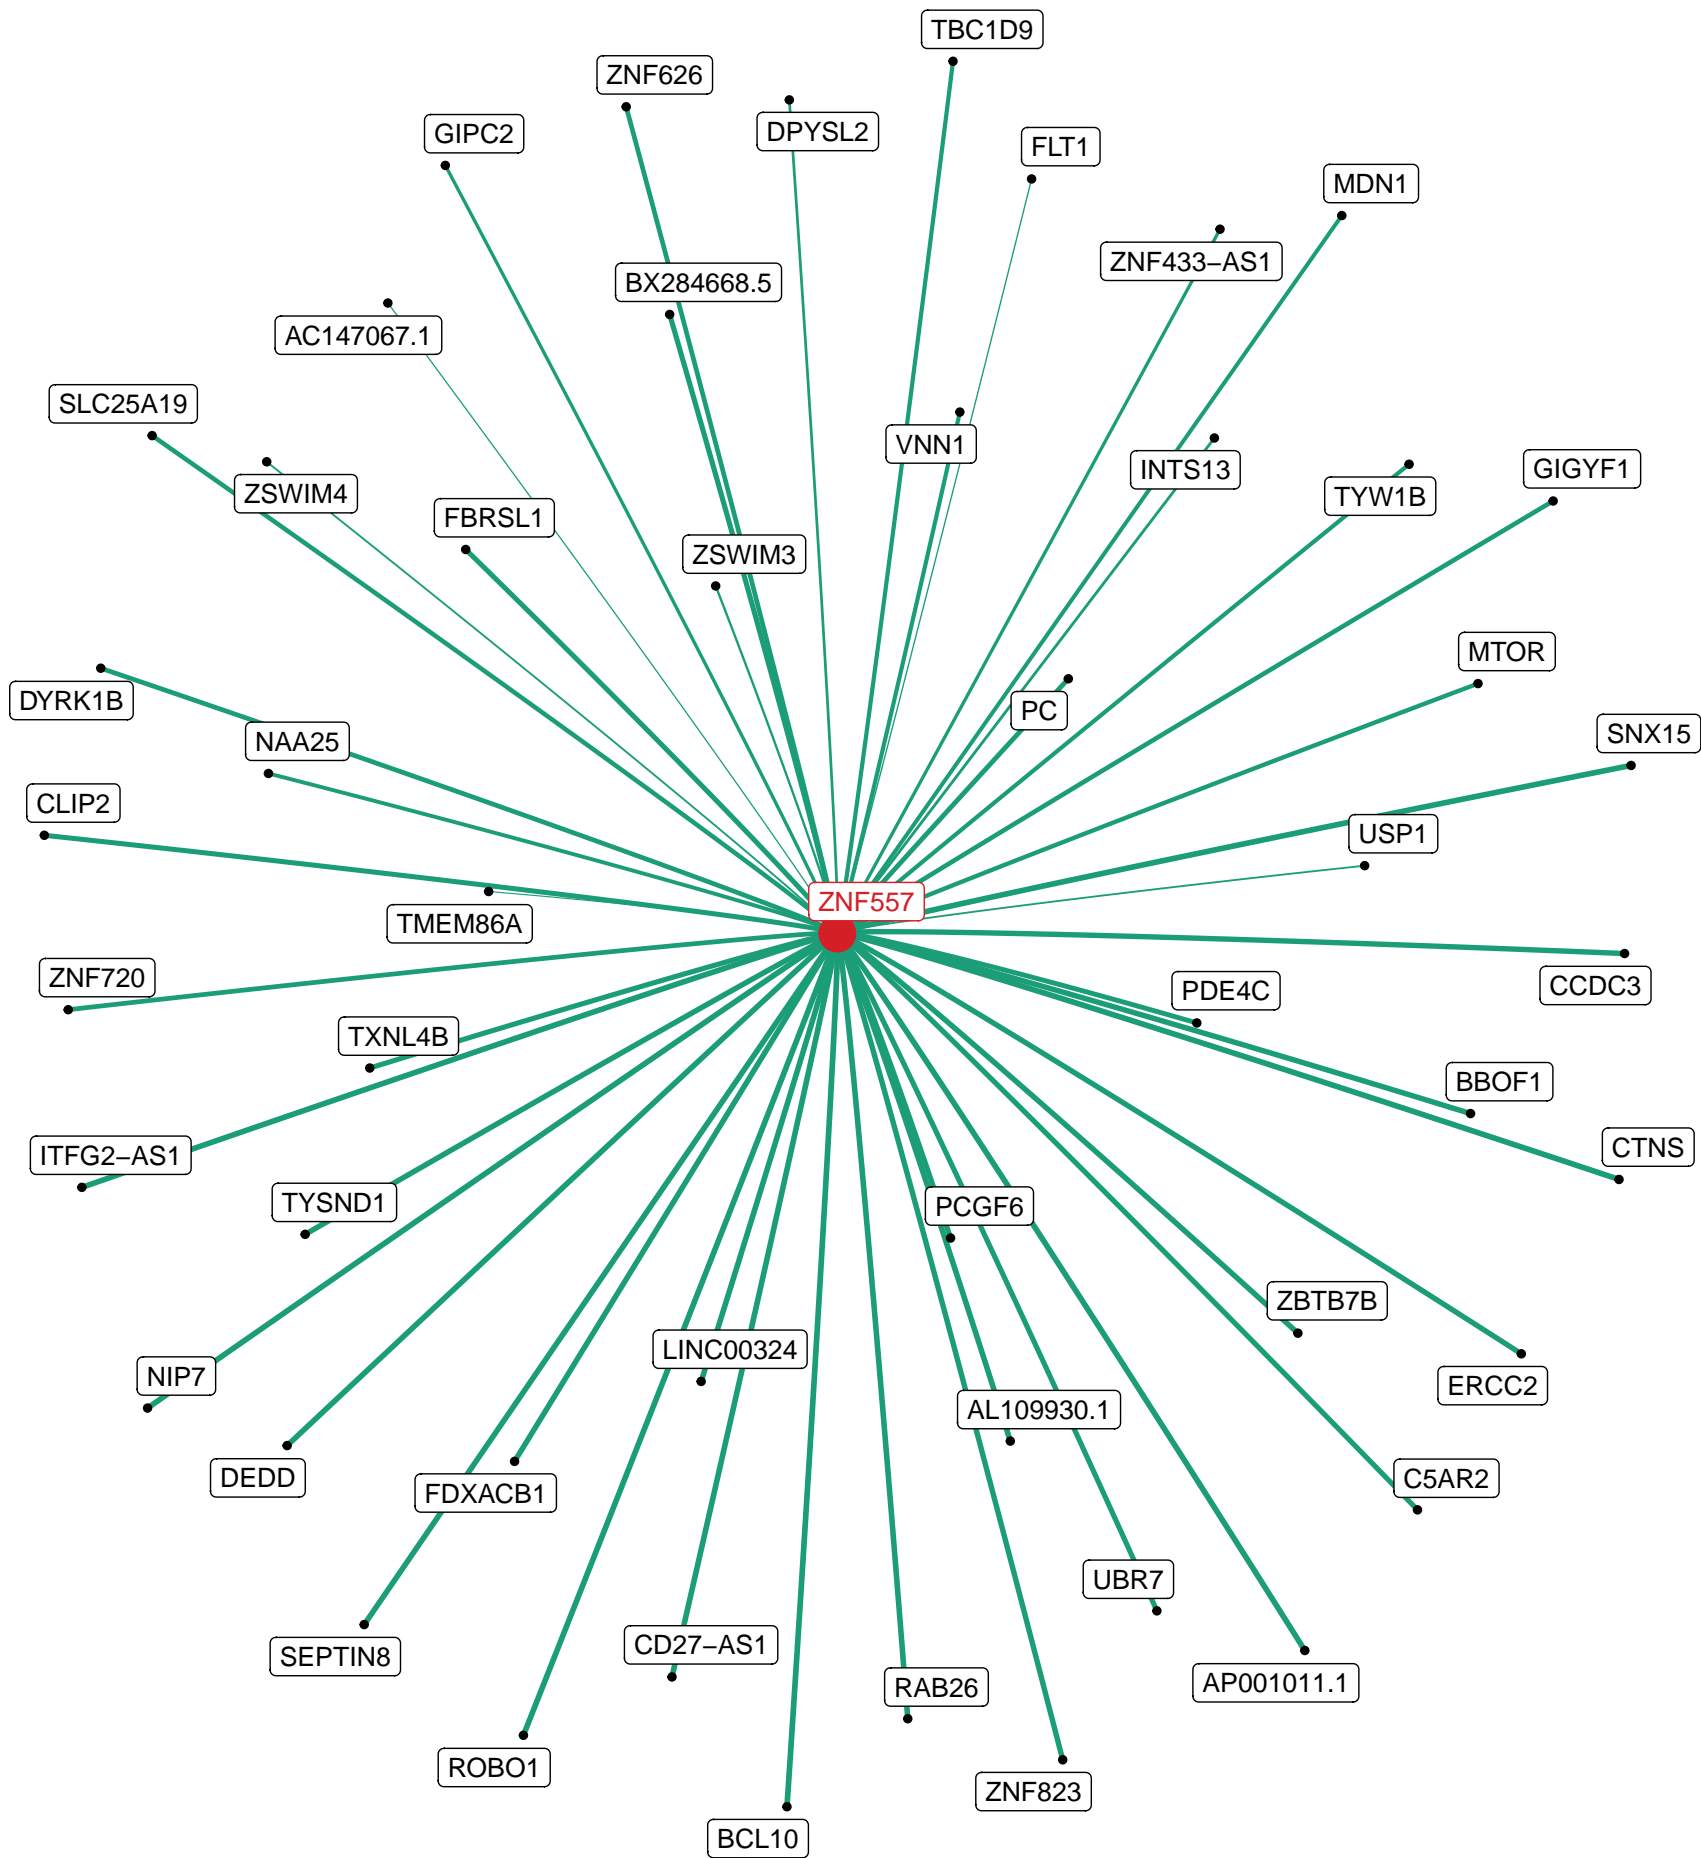 TBC1D9
ZNF626
DPYSL2
GIPC2
FLT1
MDN1
ZNF433−AS1
BX284668.5
AC147067.1
SLC25A19
VNN1
INTS13
GIGYF1
ZSWIM4
TYW1B
FBRSL1
ZSWIM3
MTOR
DYRK1B
PC
SNX15
NAA25
CLIP2
USP1
ZNF557
TMEM86A
ZNF720
CCDC3
PDE4C
TXNL4B
BBOF1
CTNS
ITFG2−AS1
TYSND1
PCGF6
ZBTB7B
LINC00324
NIP7
ERCC2
AL109930.1
DEDD
C5AR2
FDXACB1
UBR7
CD27−AS1
SEPTIN8
AP001011.1
RAB26
ROBO1
ZNF823
BCL10